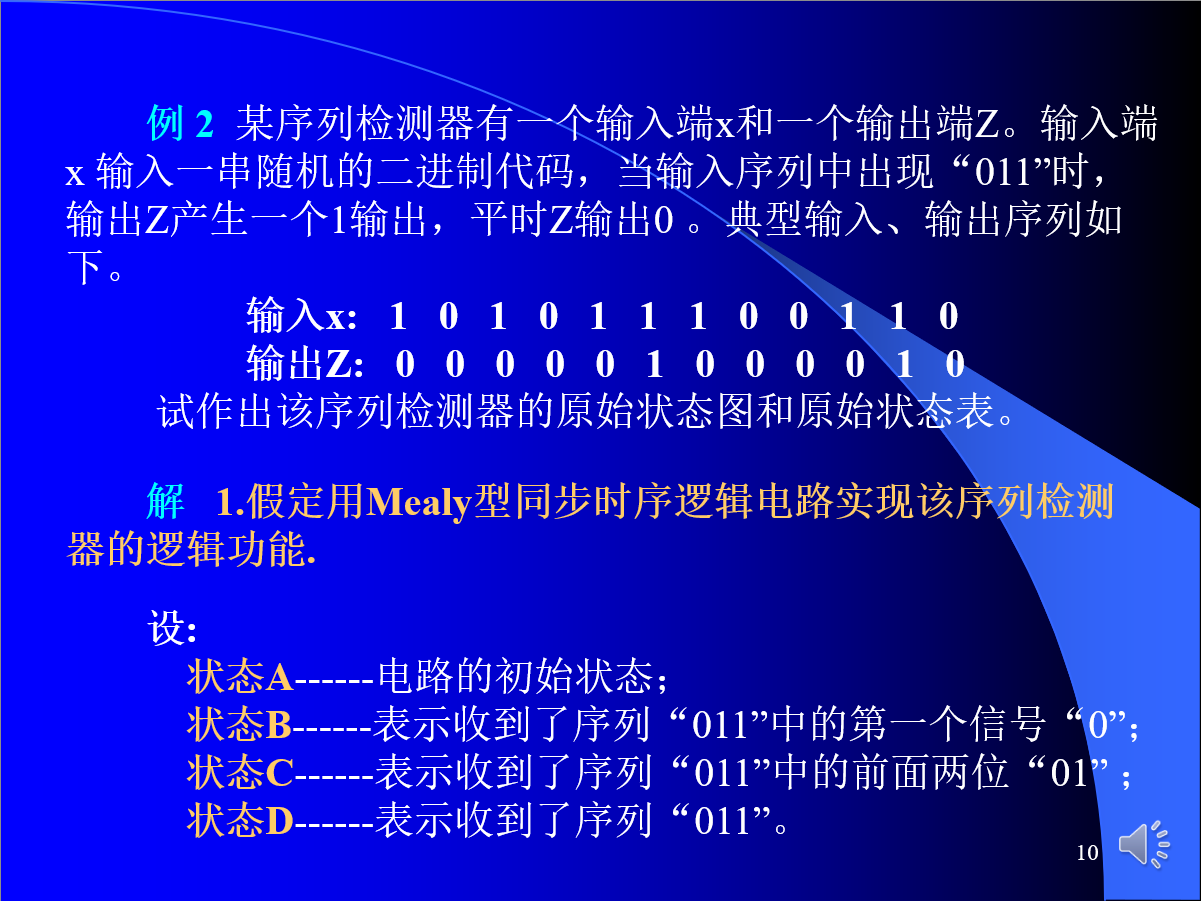 例 2 某序列检测器有一个输入端x和一个输出端Z。输入端
x 输入一串随机的二进制代码，当输入序列中出现“011”时，
输出Z产生一个1输出，平时Z输出0 。典型输入、输出序列如
下。
输入x: 1 0 1 0 1 1 1 0 0 1 1 0
输出Z: 0 0 0 0 0 1 0 0 0 0 1 0
试作出该序列检测器的原始状态图和原始状态表。
解 1.假定用Mealy型同步时序逻辑电路实现该序列检测
器的逻辑功能.
设:
状态A------电路的初始状态；
状态B------表示收到了序列“011”中的第一个信号“0”；
状态C------表示收到了序列“011”中的前面两位“01” ；
状态D------表示收到了序列“011”。
10